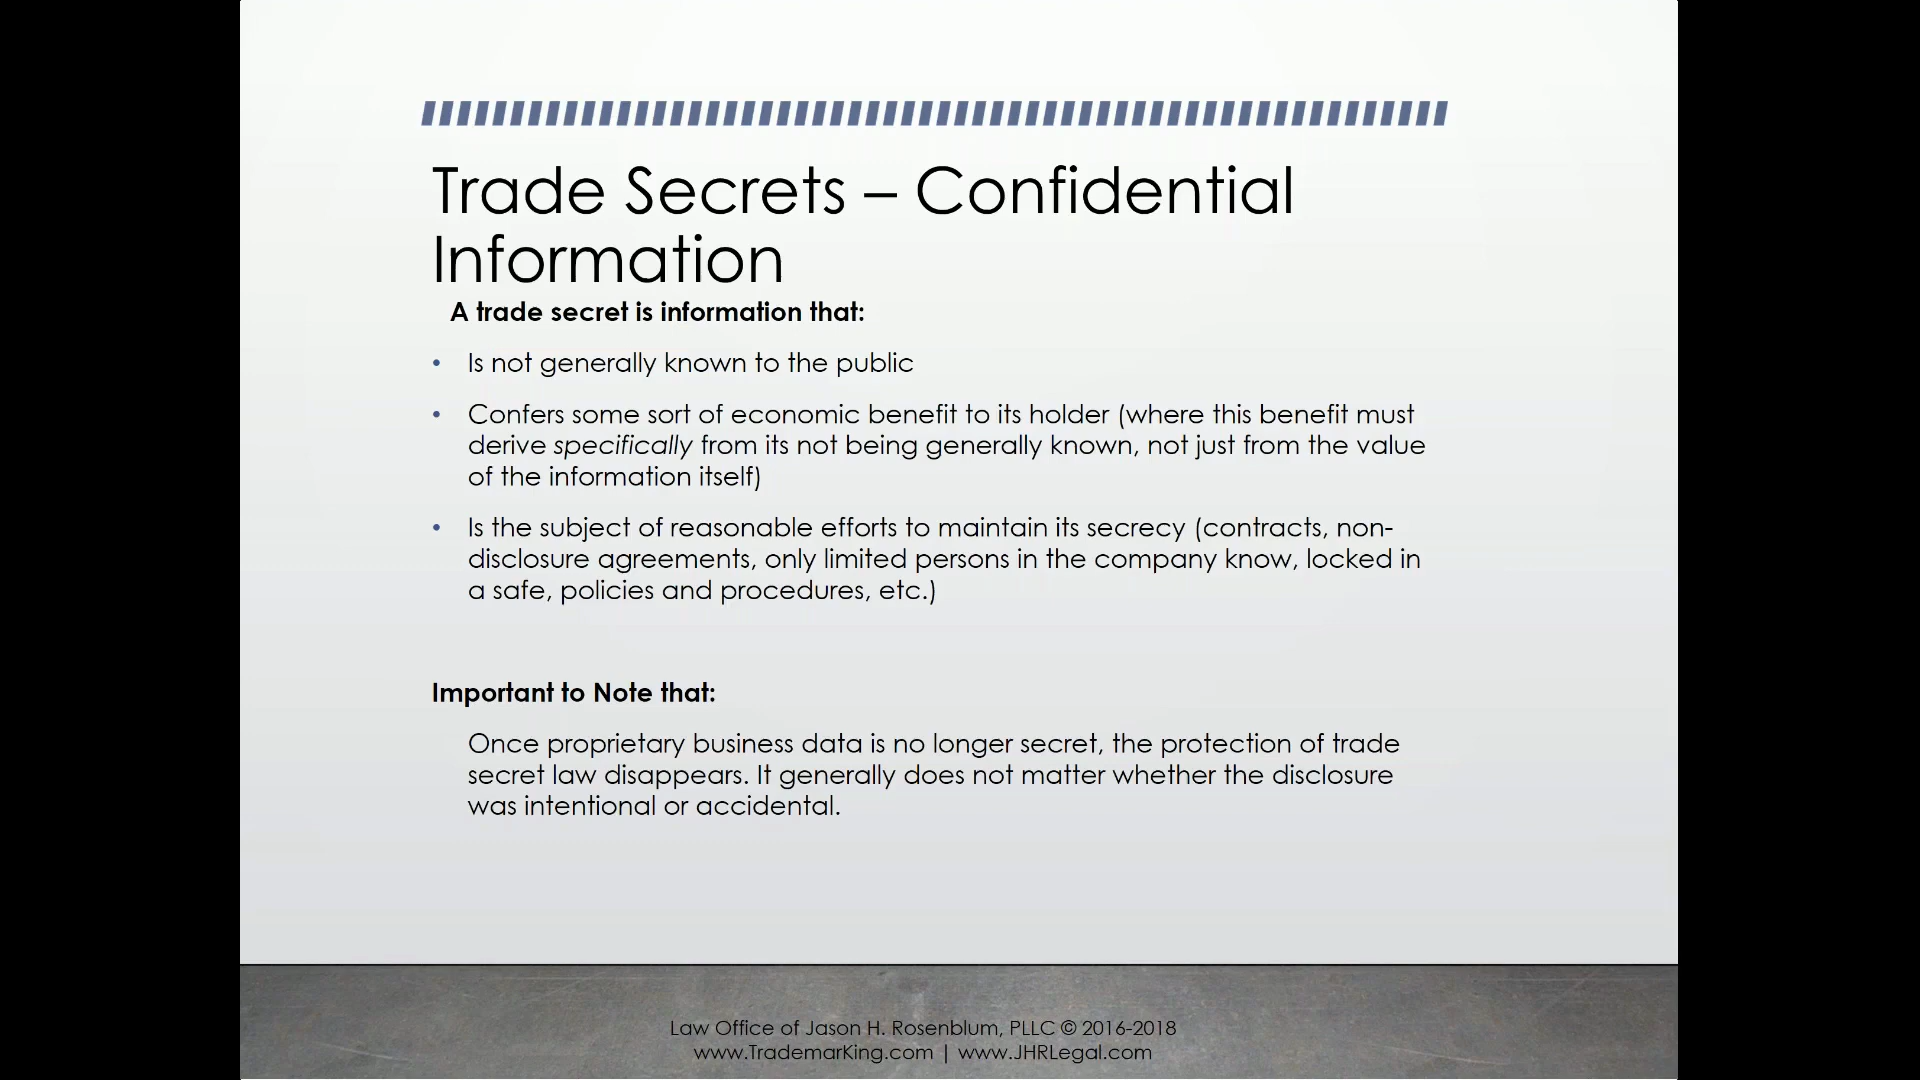 Trade Secrets – Confidential
Information
A trade secret is information that:
• Is not generally known to the public
• Confers some sort of economic benefit to its holder (where this benefit must
derive specifically from its not being generally known, not just from the value
of the information itself)
• Is the subject of reasonable efforts to maintain its secrecy (contracts, non-
disclosure agreements, only limited persons in the company know, locked in
a safe, policies and procedures, etc.)
Important to Note that:
Once proprietary business data is no longer secret, the protection of trade
secret law disappears. It generally does not matter whether the disclosure
was intentional or accidental.
Law Office of Jason H. Rosenblum, PLLC © 2016-2018
www.TrademarKing.com | www.JHRLegal.com